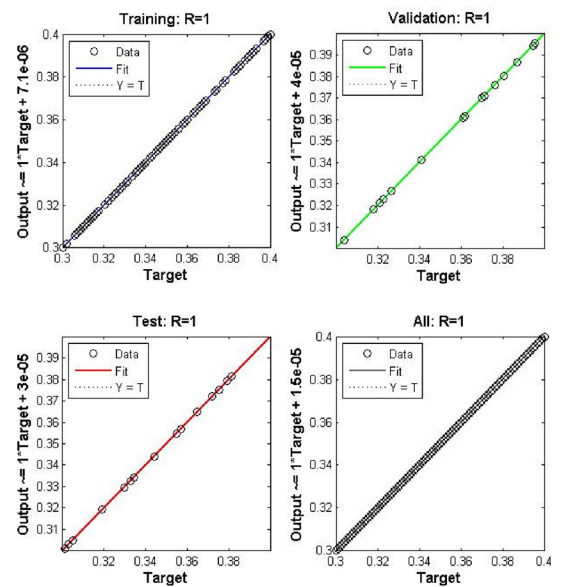 Training: R=1
Output ~= 1*Target + 7.1e-06
0.4
0.38
0.36
0.34
0.32
0.3
Data
Fit
Y = T
0.3 0.32 0.34 0.36 0.38 0.4
Target
Validation: R=1
Output ~= 1*Target + 4e-05
0.39
0.38
0.37
0.36
0.35
0.34
0.33
0.32
0.31
Data
Fit
Y = T
0.32 0.34 0.36 0.38
Target
Test: R=1
Output ~= 1*Target + 3e-05
0.39
0.38
0.37
0.36
0.35
0.34
0.33
0.32
0.31
Data
Fit
Y = T
0.32 0.34 0.36 0.38
Target
All: R=1
Output ~= 1*Target + 1.5e-05
0.4
0.38
0.36
0.34
0.32
0.3
Data
Fit
Y = T
0.3 0.32 0.34 0.36 0.38 0.4
Target